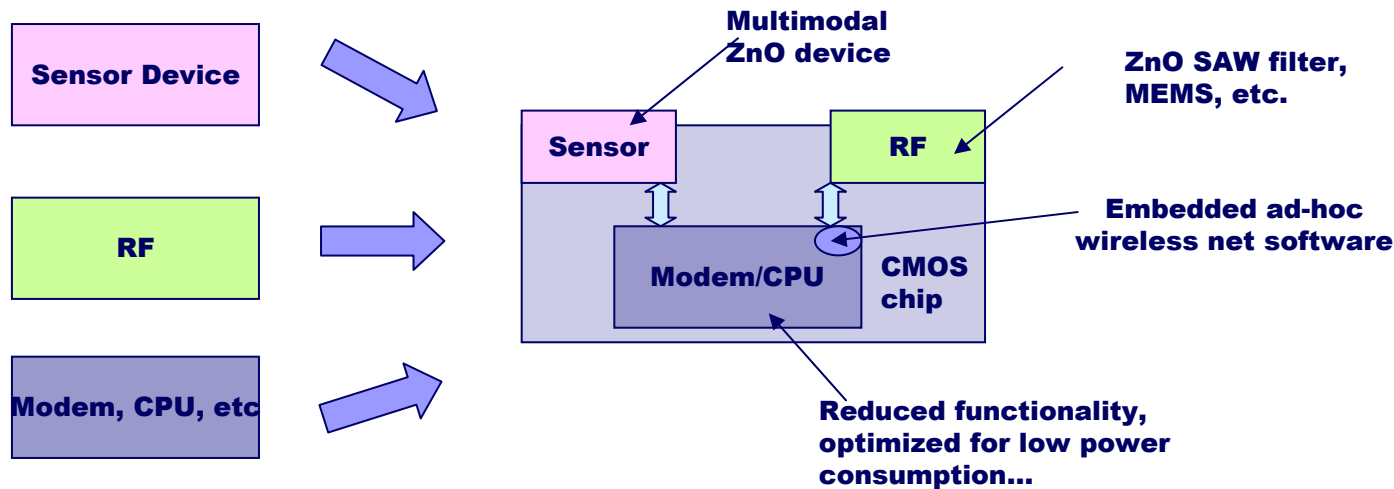 Sensor Device
RF
Modem, CPU, etc
Multimodal
ZnO device
ZnO SAW filter,
MEMS, etc.
Sensor
RF
Embedded ad-hoc
wireless net software
Modem/CPU
CMOS
chip
Reduced functionality,
optimized for low power
consumption...